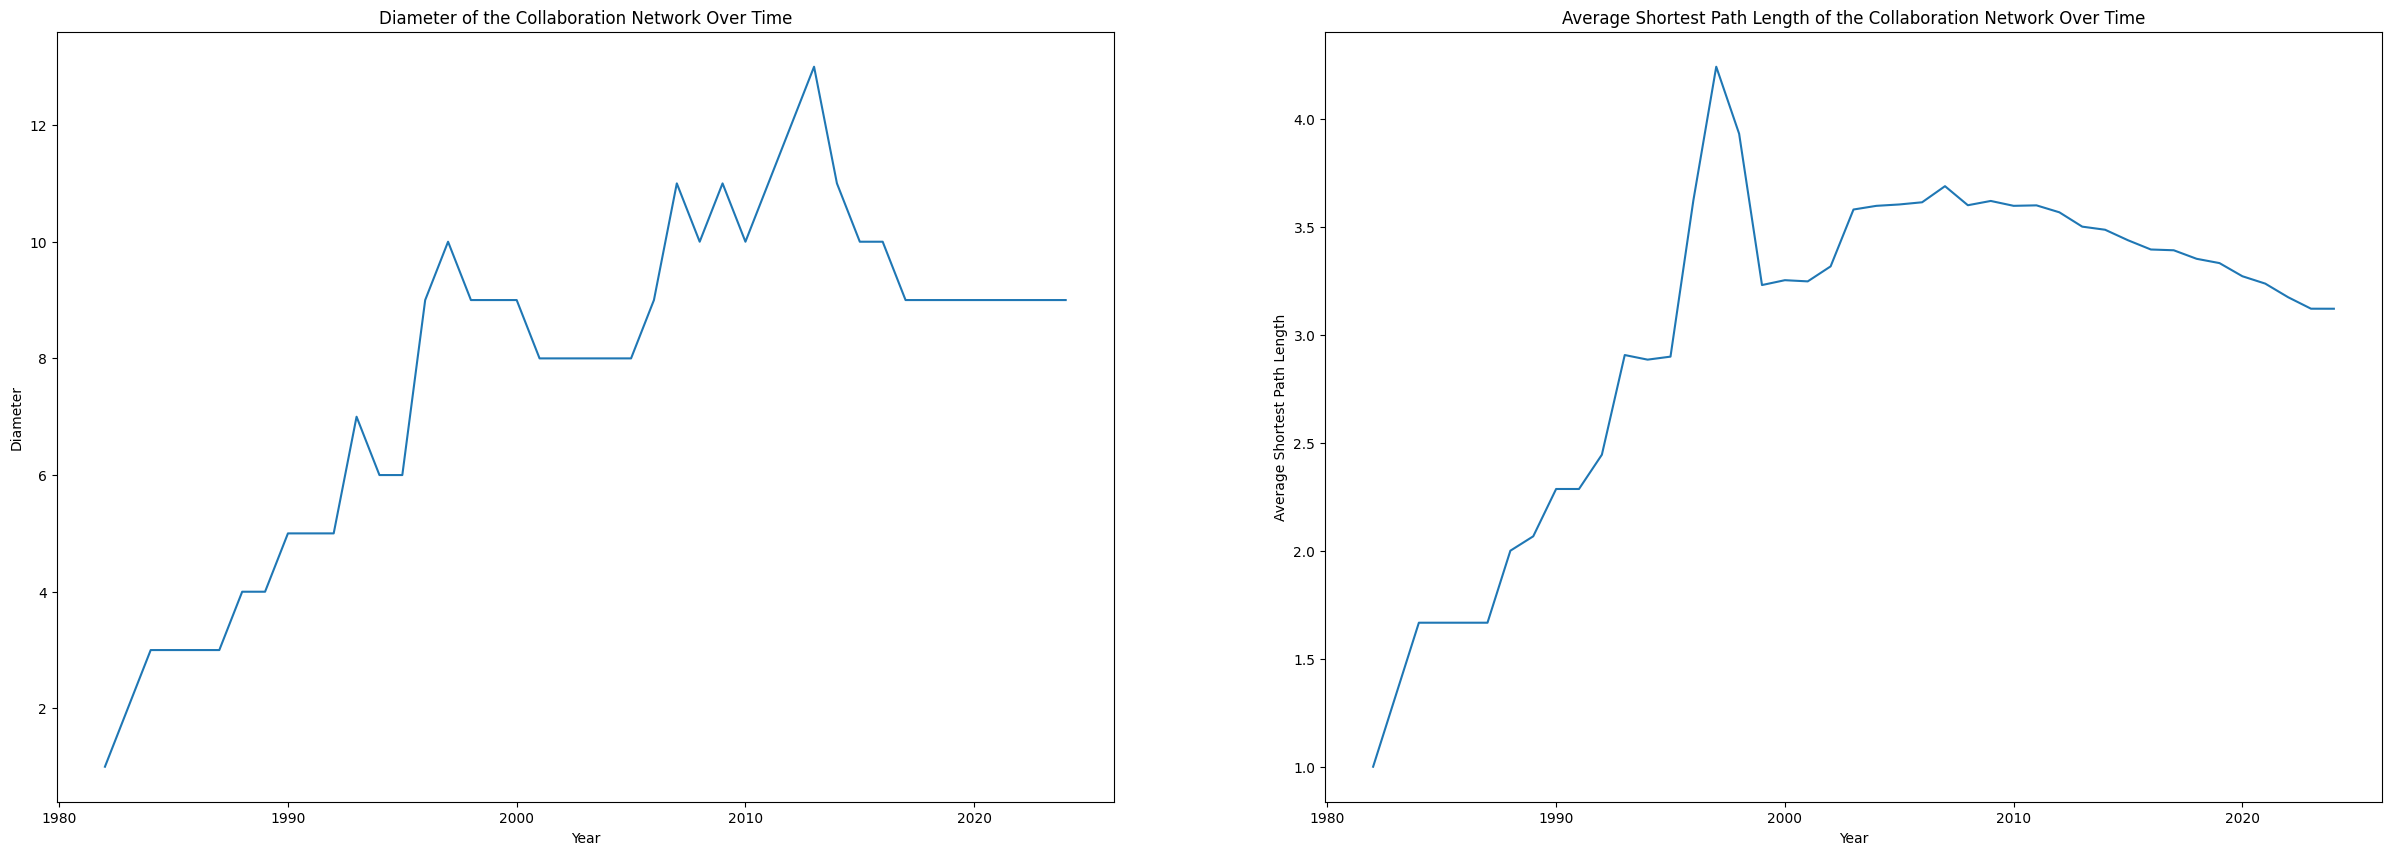 Diameter of the Collaboration Network Over Time
12
10
8
6
4
2
Diameter
1980 1990 2000 2010 2020
Year
Average Shortest Path Length of the Collaboration Network Over Time
4.0
3.5
3.0
2.5
2.0
1.5
1.0
Average Shortest Path Length
1980 1990 2000 2010 2020
Year